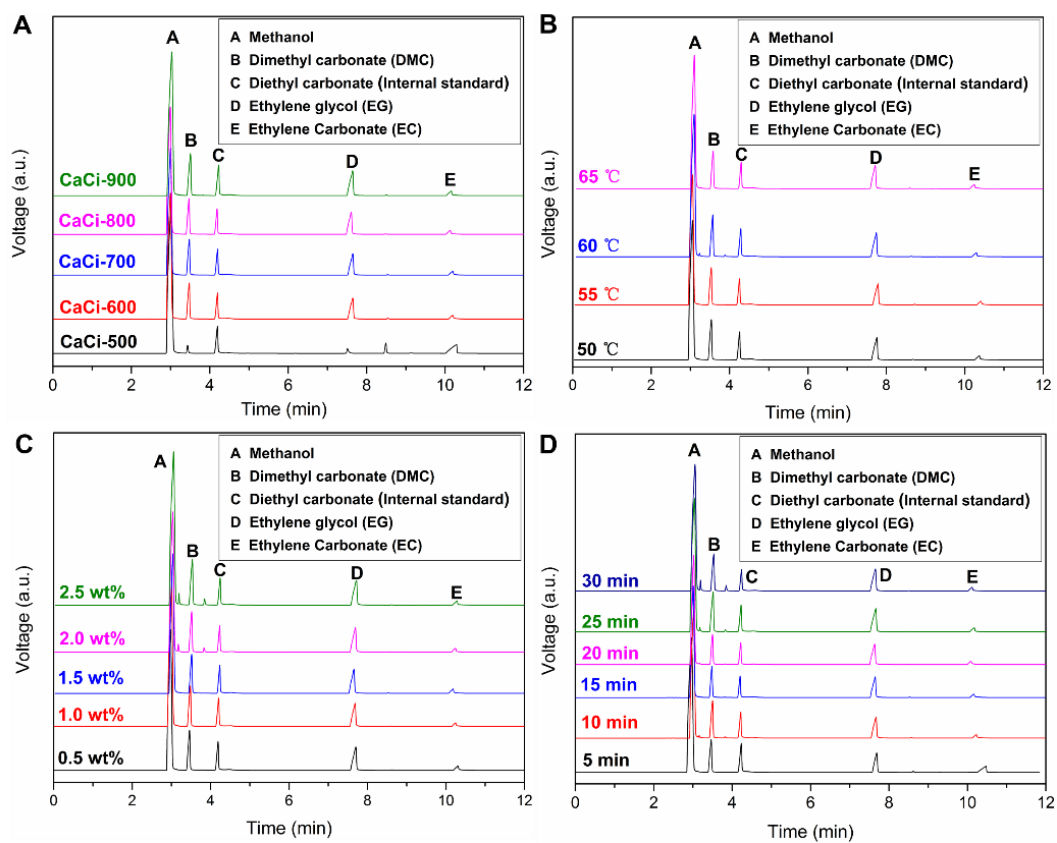 A
A
A Methanol
B Dimethyl carbonate (DMC)
C Diethyl carbonate (Internal standard)
D Ethylene glycol (EG)
E Ethylene Carbonate (EC)
B
C
D
E
CaCi-900
CaCi-800
CaCi-700
CaCi-600
CaCi-500
Voltage (a.u.)
0 2 4 6 8 10 12
Time (min)
B
A
A Methanol
B Dimethyl carbonate (DMC)
C Diethyl carbonate (Internal standard)
D Ethylene glycol (EG)
E Ethylene Carbonate (EC)
B
C
D
E
65 ℃
60 ℃
55 ℃
50 ℃
Voltage (a.u.)
0 2 4 6 8 10 12
Time (min)
C
A
A Methanol
B Dimethyl carbonate (DMC)
C Diethyl carbonate (Internal standard)
D Ethylene glycol (EG)
E Ethylene Carbonate (EC)
B
C
D
E
2.5 wt%
2.0 wt%
1.5 wt%
1.0 wt%
0.5 wt%
Voltage (a.u.)
0 2 4 6 8 10 12
Time (min)
D
A
A Methanol
B Dimethyl carbonate (DMC)
C Diethyl carbonate (Internal standard)
D Ethylene glycol (EG)
E Ethylene Carbonate (EC)
B
C
D
E
30 min
25 min
20 min
15 min
10 min
5 min
Voltage (a.u.)
0 2 4 6 8 10 12
Time (min)